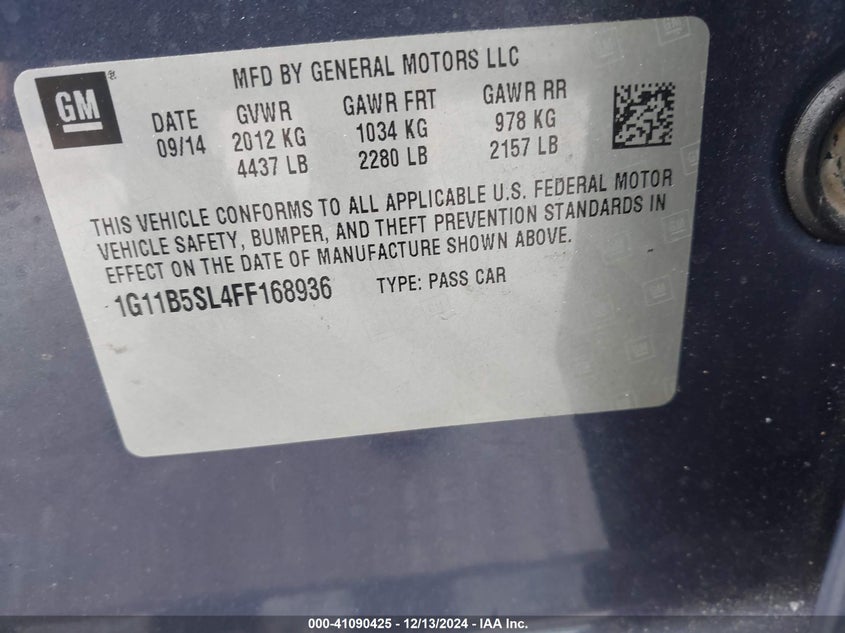 GM
MFD BY GENERAL MOTORS LLC
DATE GVWR GAWR FRT GAWR RR
09/14 2012 KG 1034 KG 978 KG
4437 LB 2280 LB 2157 LB
THIS VEHICLE CONFORMS TO ALL APPLICABLE U.S. FEDERAL MOTOR
VEHICLE SAFETY, BUMPER, AND THEFT PREVENTION STANDARDS IN
EFFECT ON THE DATE OF MANUFACTURE SHOWN ABOVE.
1G11B5SL4FF168936 TYPE: PASS CAR
000-41090425 - 12/13/2024 - IAA Inc.